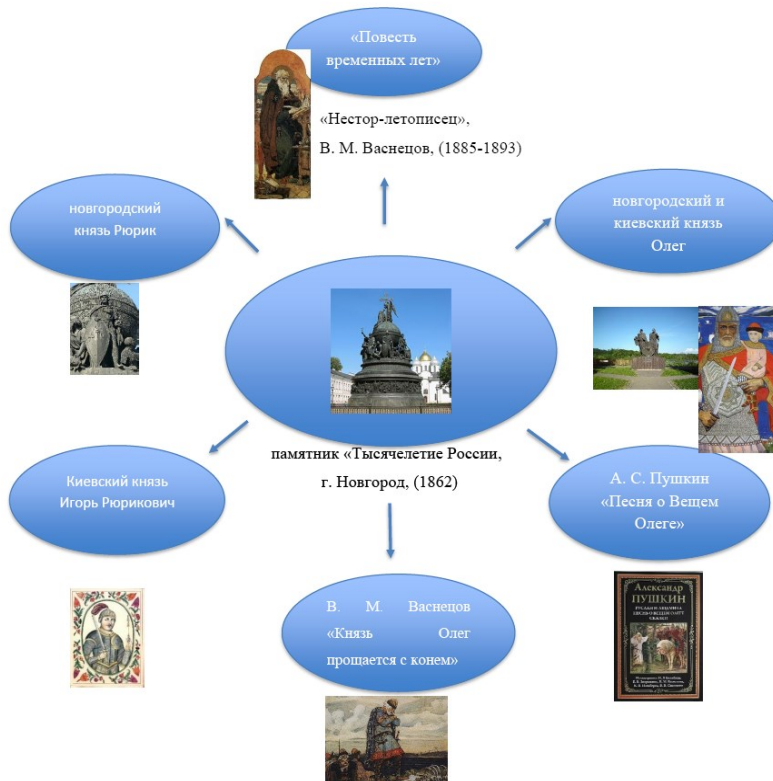 «Повесть
временных лет»
«Нестор-летописец»,
В. М. Васнецов, (1885-1893)
новгородский
князь Рюрик
новгородский и
киевский князь
Олег
памятник «Тысячелетие России,
г. Новгород, (1862)
Киевский князь
Игорь Рюрикович
А. С. Пушкин
«Песня о Вещем
Олеге»
В. М. Васнецов
«Князь Олег
прощается с конем»
Александр
ПУШКИН